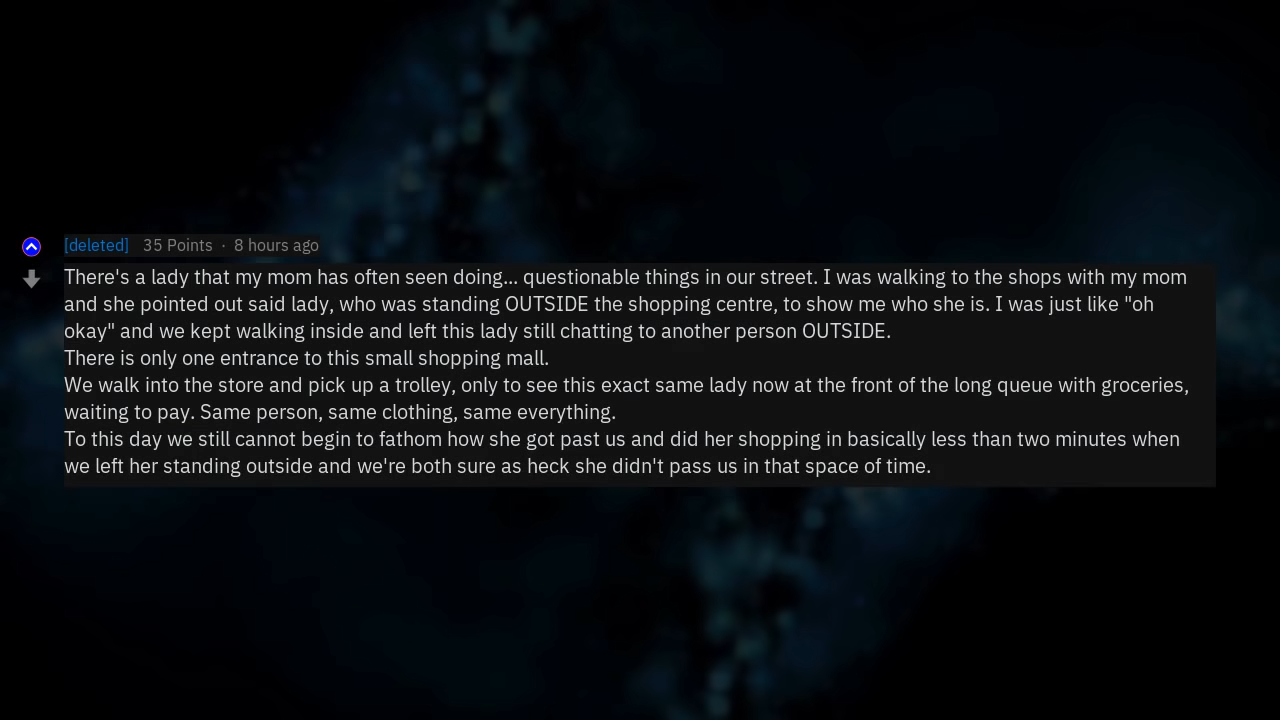 [deleted] 35 Points · 8 hours ago
There's a lady that my mom has often seen doing... questionable things in our street. I was walking to the shops with my mom
and she pointed out said lady, who was standing OUTSIDE the shopping centre, to show me who she is. I was just like "oh
okay" and we kept walking inside and left this lady still chatting to another person OUTSIDE.
There is only one entrance to this small shopping mall.
We walk into the store and pick up a trolley, only to see this exact same lady now at the front of the long queue with groceries,
waiting to pay. Same person, same clothing, same everything.
To this day we still cannot begin to fathom how she got past us and did her shopping in basically less than two minutes when
we left her standing outside and we're both sure as heck she didn't pass us in that space of time.